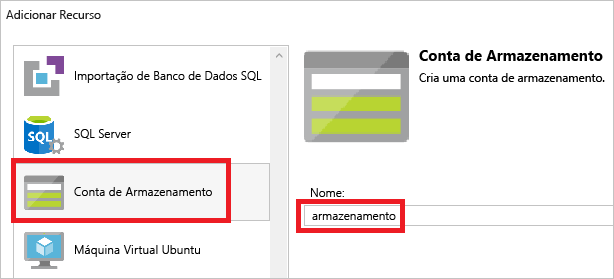 Adicionar Recurso
Importação de Banco de Dados SQL
SQL
SQL Server
Conta de Armazenamento
Máquina Virtual Ubuntu
Conta de Armazenamento
Cria uma conta de armazenamento.
Nome:
armazenamento